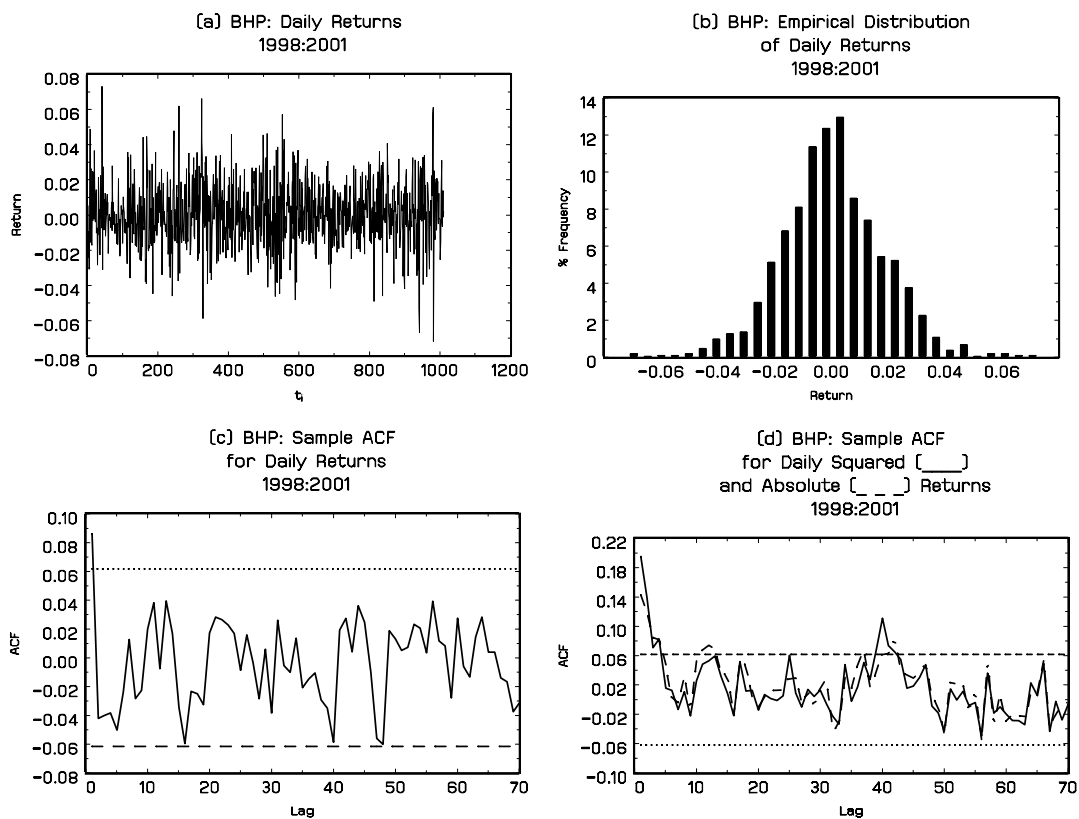 (a) BHP: Daily Returns
1998:2001
0.08
0.06
0.04
0.02
0.00
−0.02
−0.04
−0.06
−0.08
Return
0 200 400 600 800 1000 1200
tᵢ
(b) BHP: Empirical Distribution
of Daily Returns
1998:2001
14
12
10
8
6
4
2
0
% Frequency
−0.06 −0.04 −0.02 0.00 0.02 0.04 0.06
Return
(c) BHP: Sample ACF
for Daily Returns
1998:2001
0.10
0.08
0.06
0.04
0.02
0.00
−0.02
−0.04
−0.06
−0.08
ACF
0 10 20 30 40 50 60 70
Lag
(d) BHP: Sample ACF
for Daily Squared (____)
and Absolute (_ _ _) Returns
1998:2001
0.22
0.18
0.14
0.10
0.06
0.02
−0.02
−0.06
−0.10
ACF
0 10 20 30 40 50 60 70
Lag